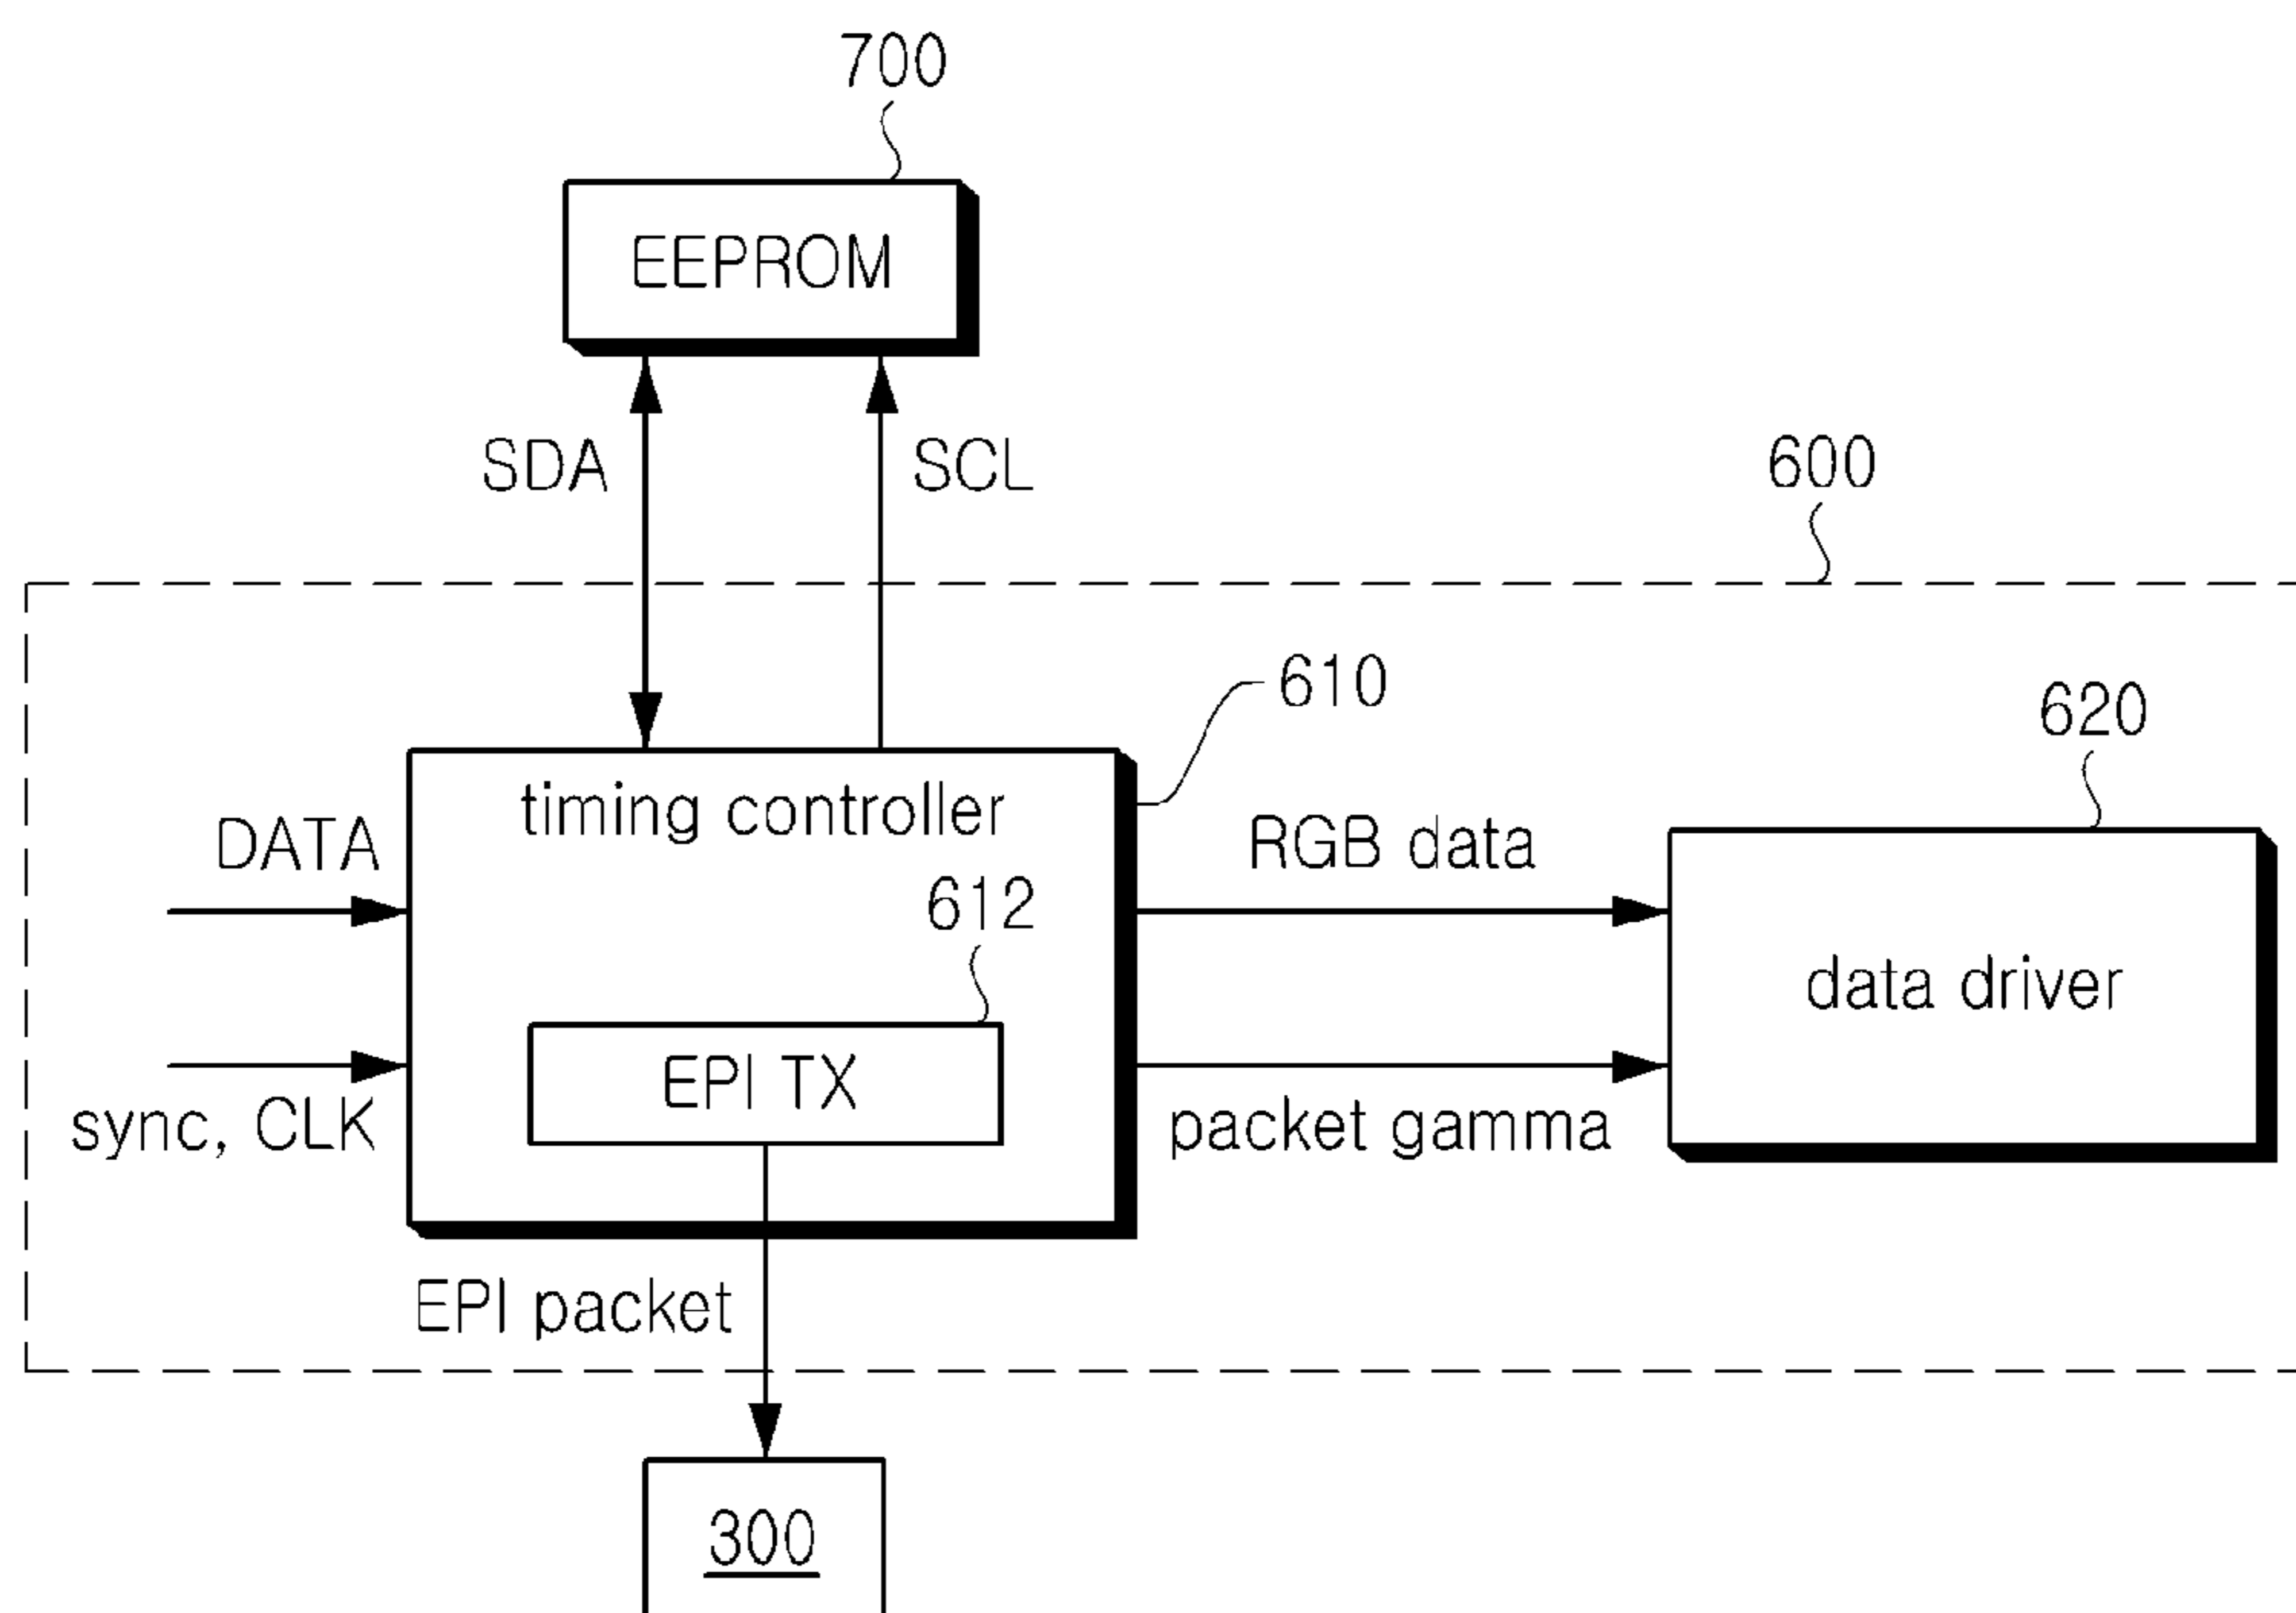 700
EEPROM
SDA
SCL
600
610
620
timing controller
DATA
RGB data
612
data driver
EPI TX
sync, CLK
packet gamma
EPI packet
300